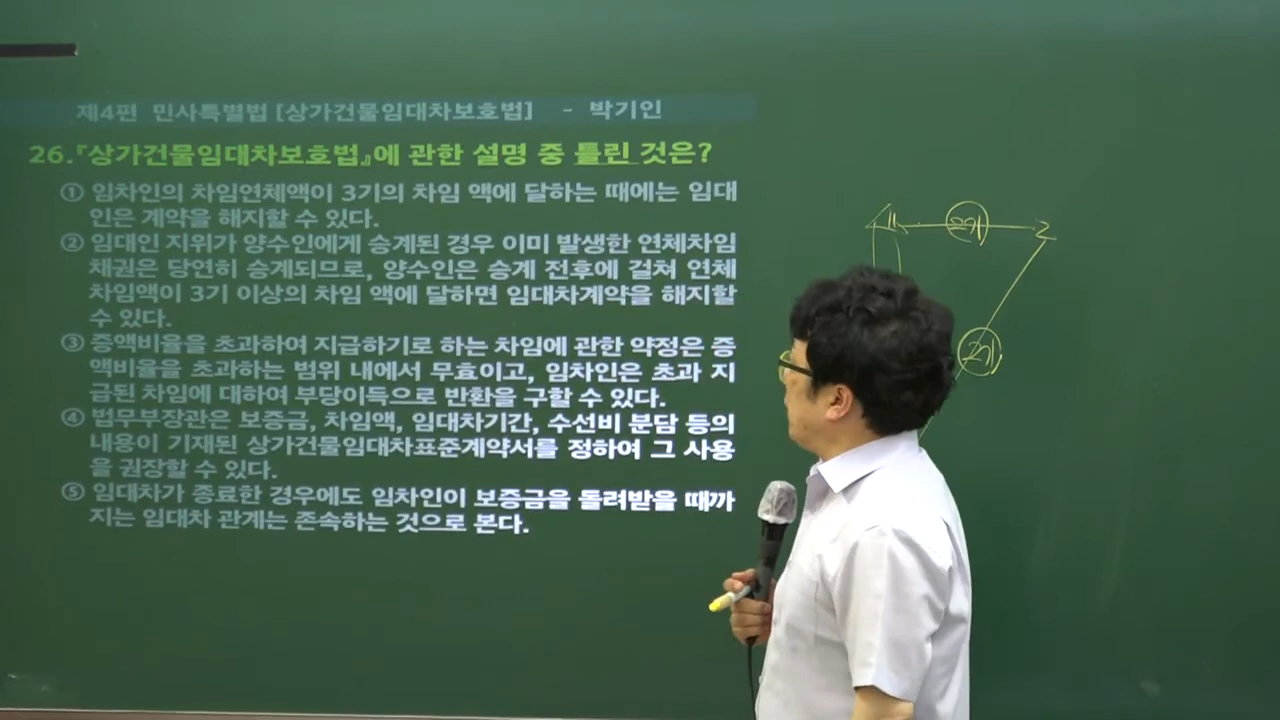 제4편 민사특별법 [상가건물임대차보호법] - 박기인
26.『상가건물임대차보호법』에 관한 설명 중 틀린 것은?
① 임차인의 차임연체액이 3기의 차임 액에 달하는 때에는 임대
인은 계약을 해지할 수 있다.
② 임대인 지위가 양수인에게 승계된 경우 이미 발생한 연체차임
채권은 당연히 승계되므로, 양수인은 승계 전후에 걸쳐 연체
차임액이 3기 이상의 차임 액에 달하면 임대차계약을 해지할
수 있다.
③ 증액비율을 초과하여 지급하기로 하는 차임에 관한 약정은 증
액비율을 초과하는 범위 내에서 무효이고, 임차인은 초과 지
급된 차임에 대하여 부당이득으로 반환을 구할 수 있다.
④ 법무부장관은 보증금, 차임액, 임대차기간, 수선비 분담 등의
내용이 기재된 상가건물임대차표준계약서를 정하여 그 사용
을 권장할 수 있다.
⑤ 임대차가 종료한 경우에도 임차인이 보증금을 돌려받을 때까
지는 임대차 관계는 존속하는 것으로 본다.
2기
2기